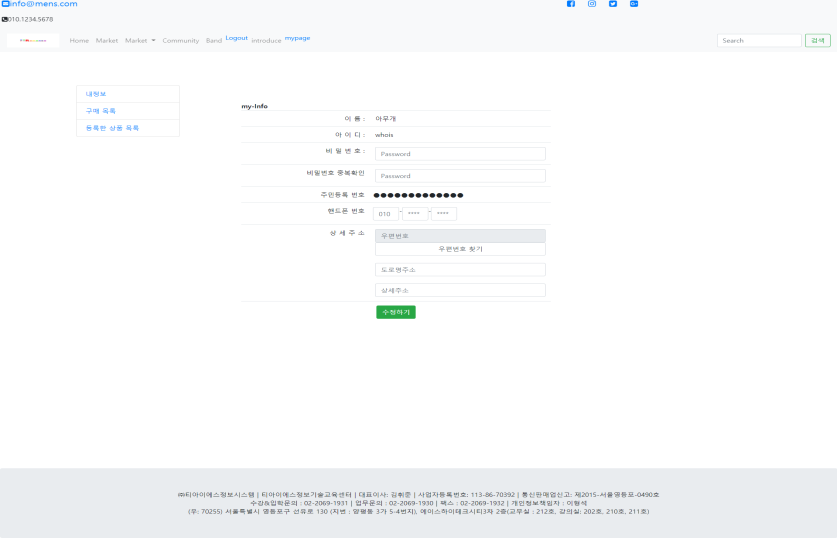 info@mens.com
010.1234.5678
Home Market Market Community Band Logout introduce mypage Search 검색
내정보
구매 목록
등록한 상품 목록
my-Info
이 름 : 아무개
아 이 디 : whois
비 밀 번 호 : Password
비밀번호 중복확인 Password
주민등록 번호 ●●●●●●●●●●●●●
핸드폰 번호 010 - **** - ****
상 세 주 소 우편번호
우편번호 찾기
도로명주소
상세주소
수정하기
㈜티아이에스정보시스템 | 티아이에스정보기술교육센터 | 대표이사: 김휘중 | 사업자등록번호: 113-86-70392 | 통신판매업신고: 제2015-서울영등포-0490호
수강&입학문의 : 02-2069-1931 | 업무문의 : 02-2069-1930 | 팩스 : 02-2069-1932 | 개인정보책임자 : 이형석
(우: 70255) 서울특별시 영등포구 선유로 130 (지번 : 양평동 3가 5-4번지), 에이스하이테크시티3차 2층(교무실 : 212호, 강의실: 202호, 210호, 211호)